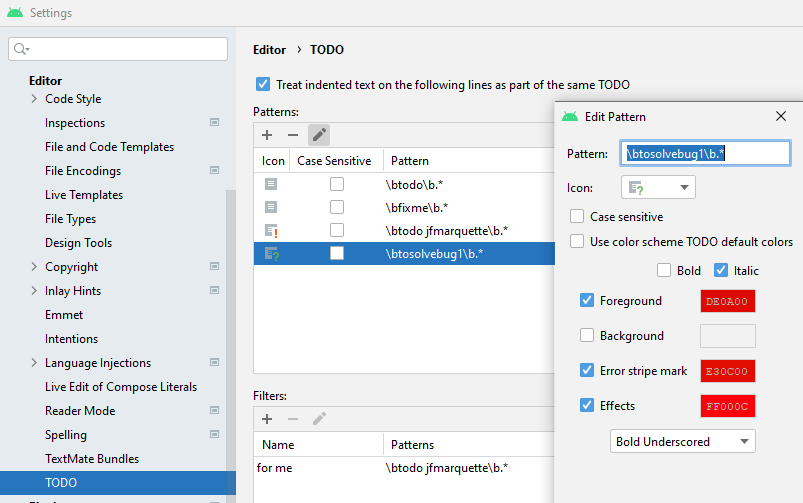 Settings
Editor
Code Style
Inspections
File and Code Templates
File Encodings
Live Templates
File Types
Design Tools
Copyright
Inlay Hints
Emmet
Intentions
Language Injections
Live Edit of Compose Literals
Reader Mode
Spelling
TextMate Bundles
TODO
Editor › TODO
Treat indented text on the following lines as part of the same TODO
Patterns:
Icon Case Sensitive Pattern
\btodo\b.*
\bfixme\b.*
\btodo jfmarquette\b.*
\btosolvebug1\b.*
Filters:
Name Patterns
for me \btodo jfmarquette\b.*
Edit Pattern
Pattern: \btosolvebug1\b.*
Icon:
Case sensitive
Use color scheme TODO default colors
Bold Italic
Foreground DE0A00
Background
Error stripe mark E30C00
Effects FF000C
Bold Underscored